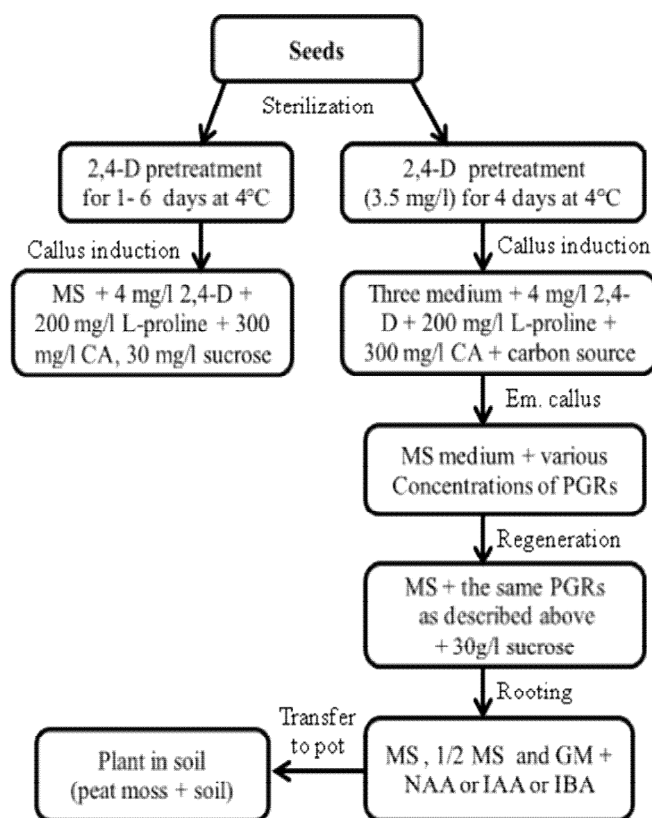 Seeds
Sterilization
2,4-D pretreatment
for 1- 6 days at 4°C
2,4-D pretreatment
(3.5 mg/l) for 4 days at 4°C
Callus induction
Callus induction
MS + 4 mg/l 2,4-D +
200 mg/l L-proline + 300
mg/l CA, 30 mg/l sucrose
Three medium + 4 mg/l 2,4-
D + 200 mg/l L-proline +
300 mg/l CA + carbon source
Em. callus
MS medium + various
Concentrations of PGRs
Regeneration
MS + the same PGRs
as described above
+ 30g/l sucrose
Rooting
MS , 1/2 MS and GM +
NAA or IAA or IBA
Transfer
to pot
Plant in soil
(peat moss + soil)